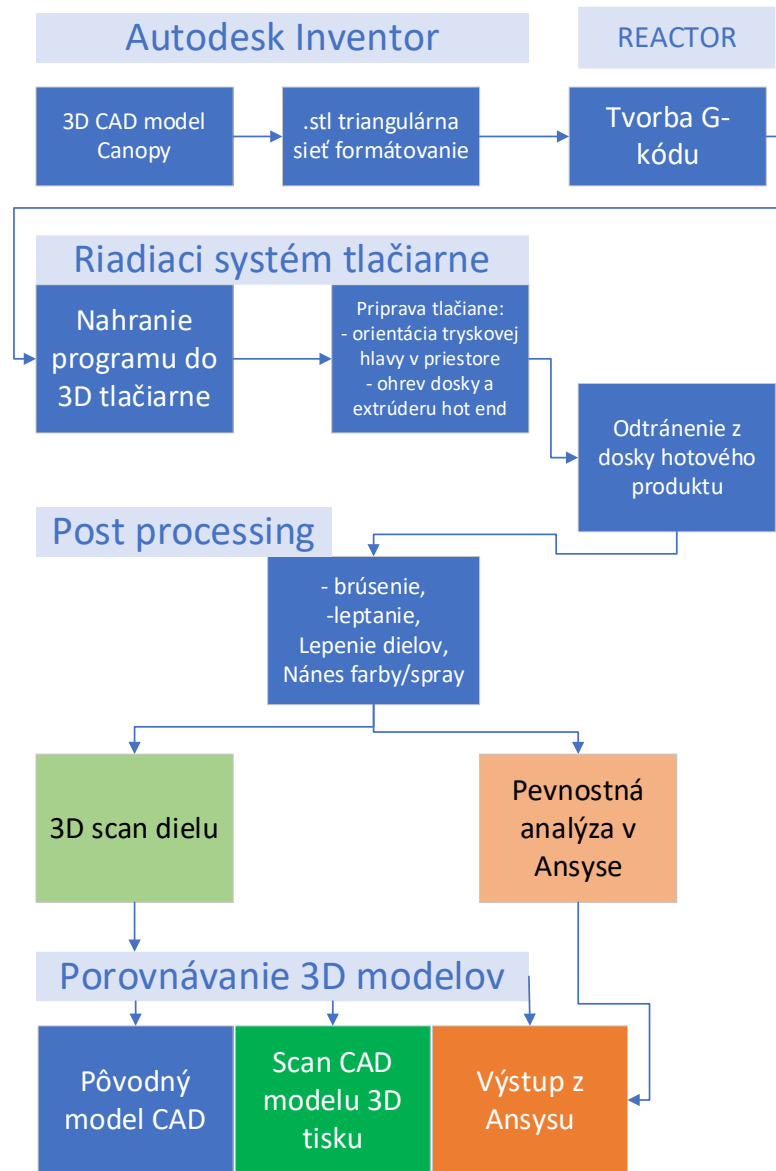 Autodesk Inventor
REACTOR
3D CAD model
Canopy
.stl triangulárna
sieť formátovanie
Tvorba G-
kódu
Riadiaci systém tlačiarne
Nahranie
programu do
3D tlačiarne
Priprava tlačiane:
- orientácia tryskovej
hlavy v priestore
- ohrev dosky a
extrúderu hot end
Odtránenie z
dosky hotového
produktu
Post processing
- brúsenie,
-leptanie,
Lepenie dielov,
Nánes farby/spray
3D scan dielu
Pevnostná
analýza v
Ansyse
Porovnávanie 3D modelov
Pôvodný
model CAD
Scan CAD
modelu 3D
tisku
Výstup z
Ansysu